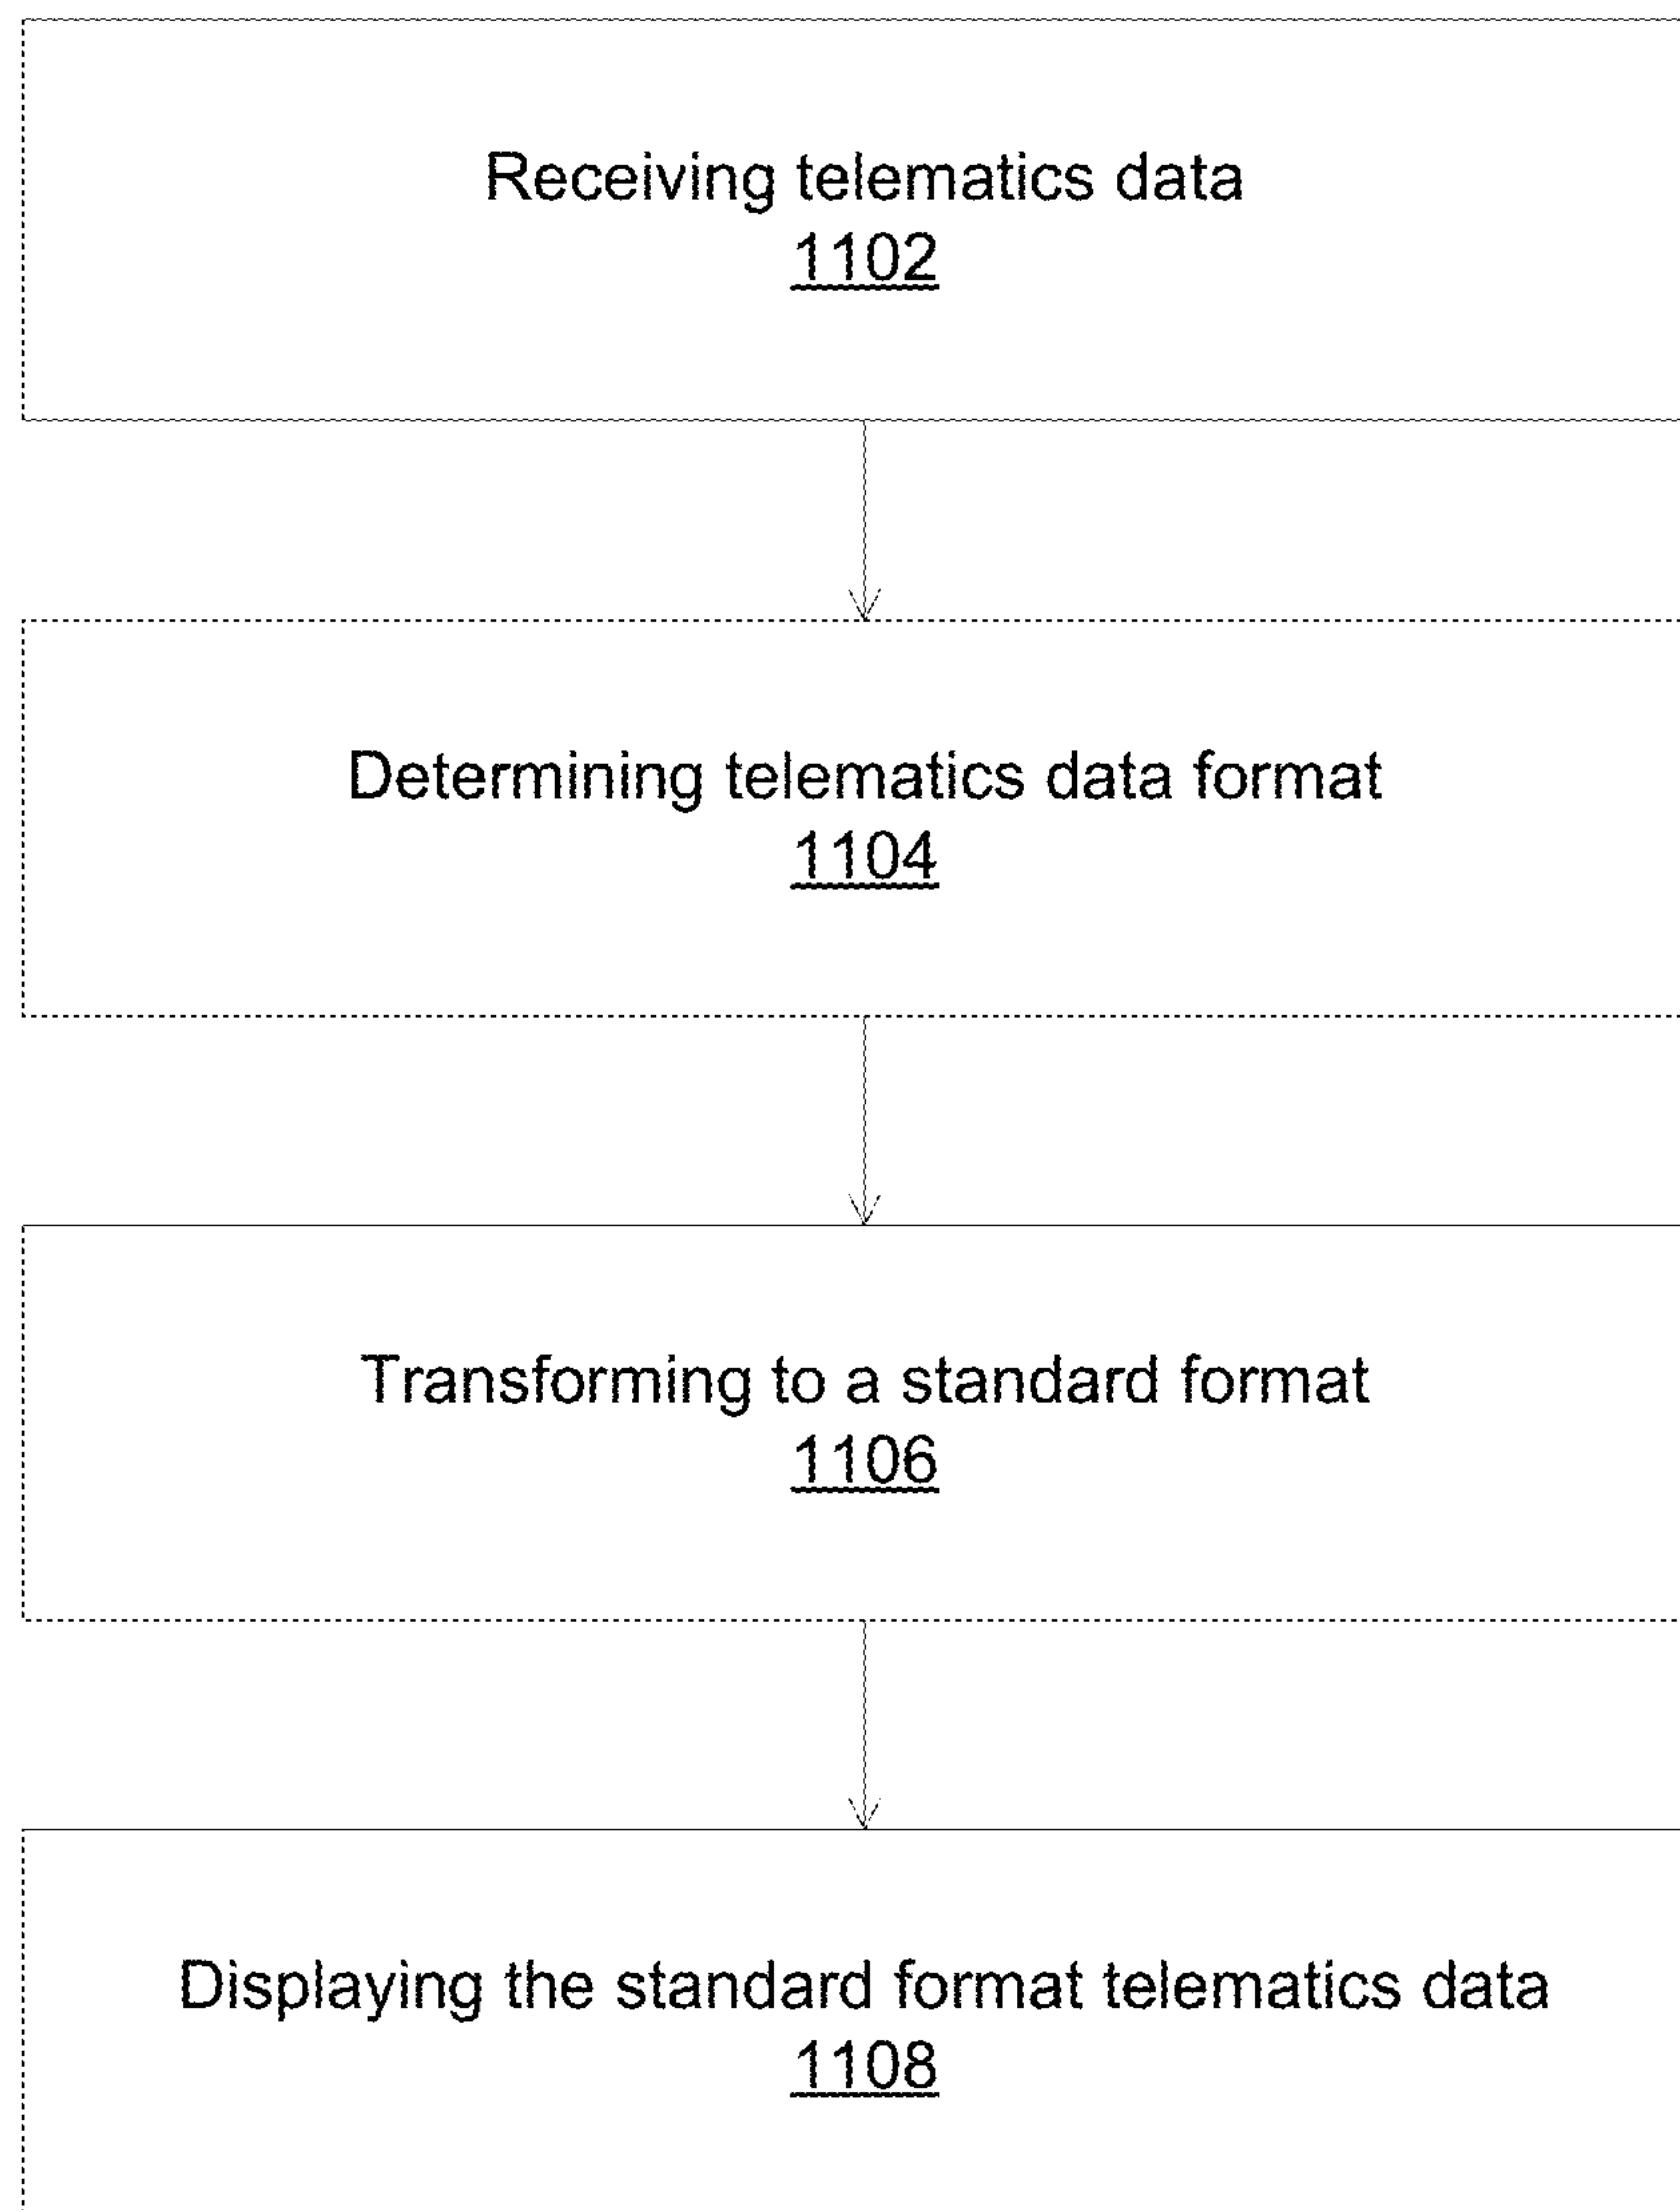 Receiving telematics data
1102
Determining telematics data format
1104
Transforming to a standard format
1106
Displaying the standard format telematics data
1108